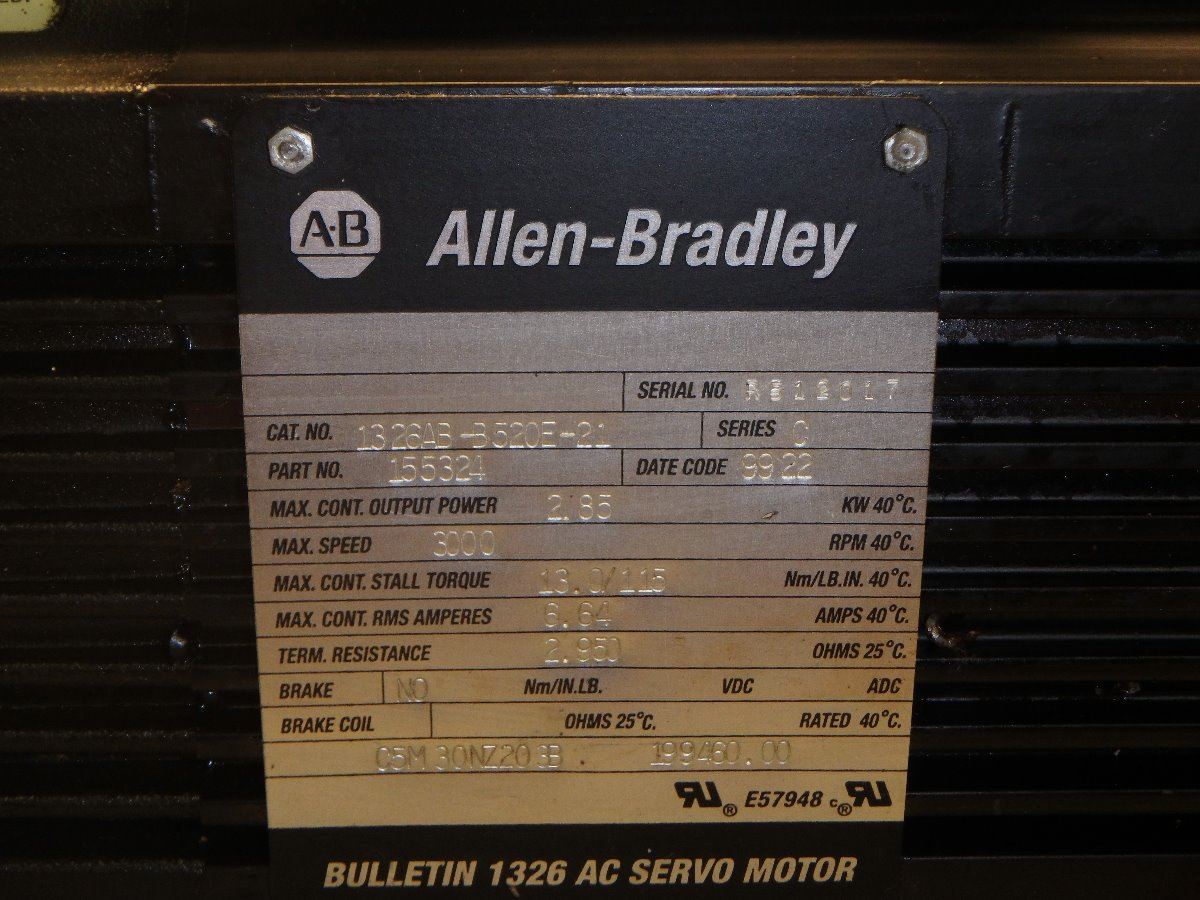 A·B Allen-Bradley
SERIAL NO.
CAT. NO. 1326AB-B520E-21 SERIES C
PART NO. 155324 DATE CODE 9922
MAX. CONT. OUTPUT POWER 2.85 KW 40°C.
MAX. SPEED 3000 RPM 40°C.
MAX. CONT. STALL TORQUE 13.0/115 Nm/LB.IN. 40°C.
MAX. CONT. RMS AMPERES 6.64 AMPS 40°C.
TERM. RESISTANCE 2.950 OHMS 25°C.
BRAKE NO Nm/IN.LB. VDC ADC
BRAKE COIL OHMS 25°C. RATED 40°C.
199460.00
RU® E57948 c®RU
BULLETIN 1326 AC SERVO MOTOR